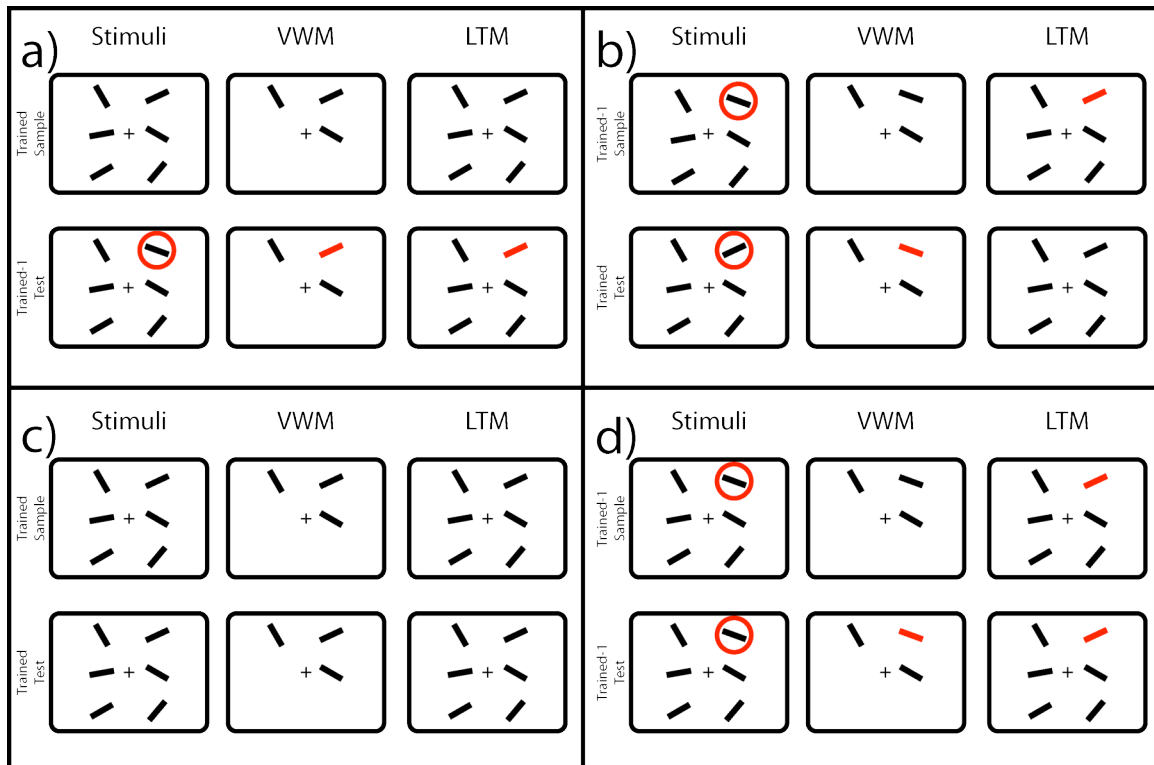 a)
Stimuli VWM LTM
Trained
Sample
Trained-1
Test
b)
Stimuli VWM LTM
Trained-1
Sample
Trained
Test
c)
Stimuli VWM LTM
Trained
Sample
Trained
Test
d)
Stimuli VWM LTM
Trained-1
Sample
Trained-1
Test